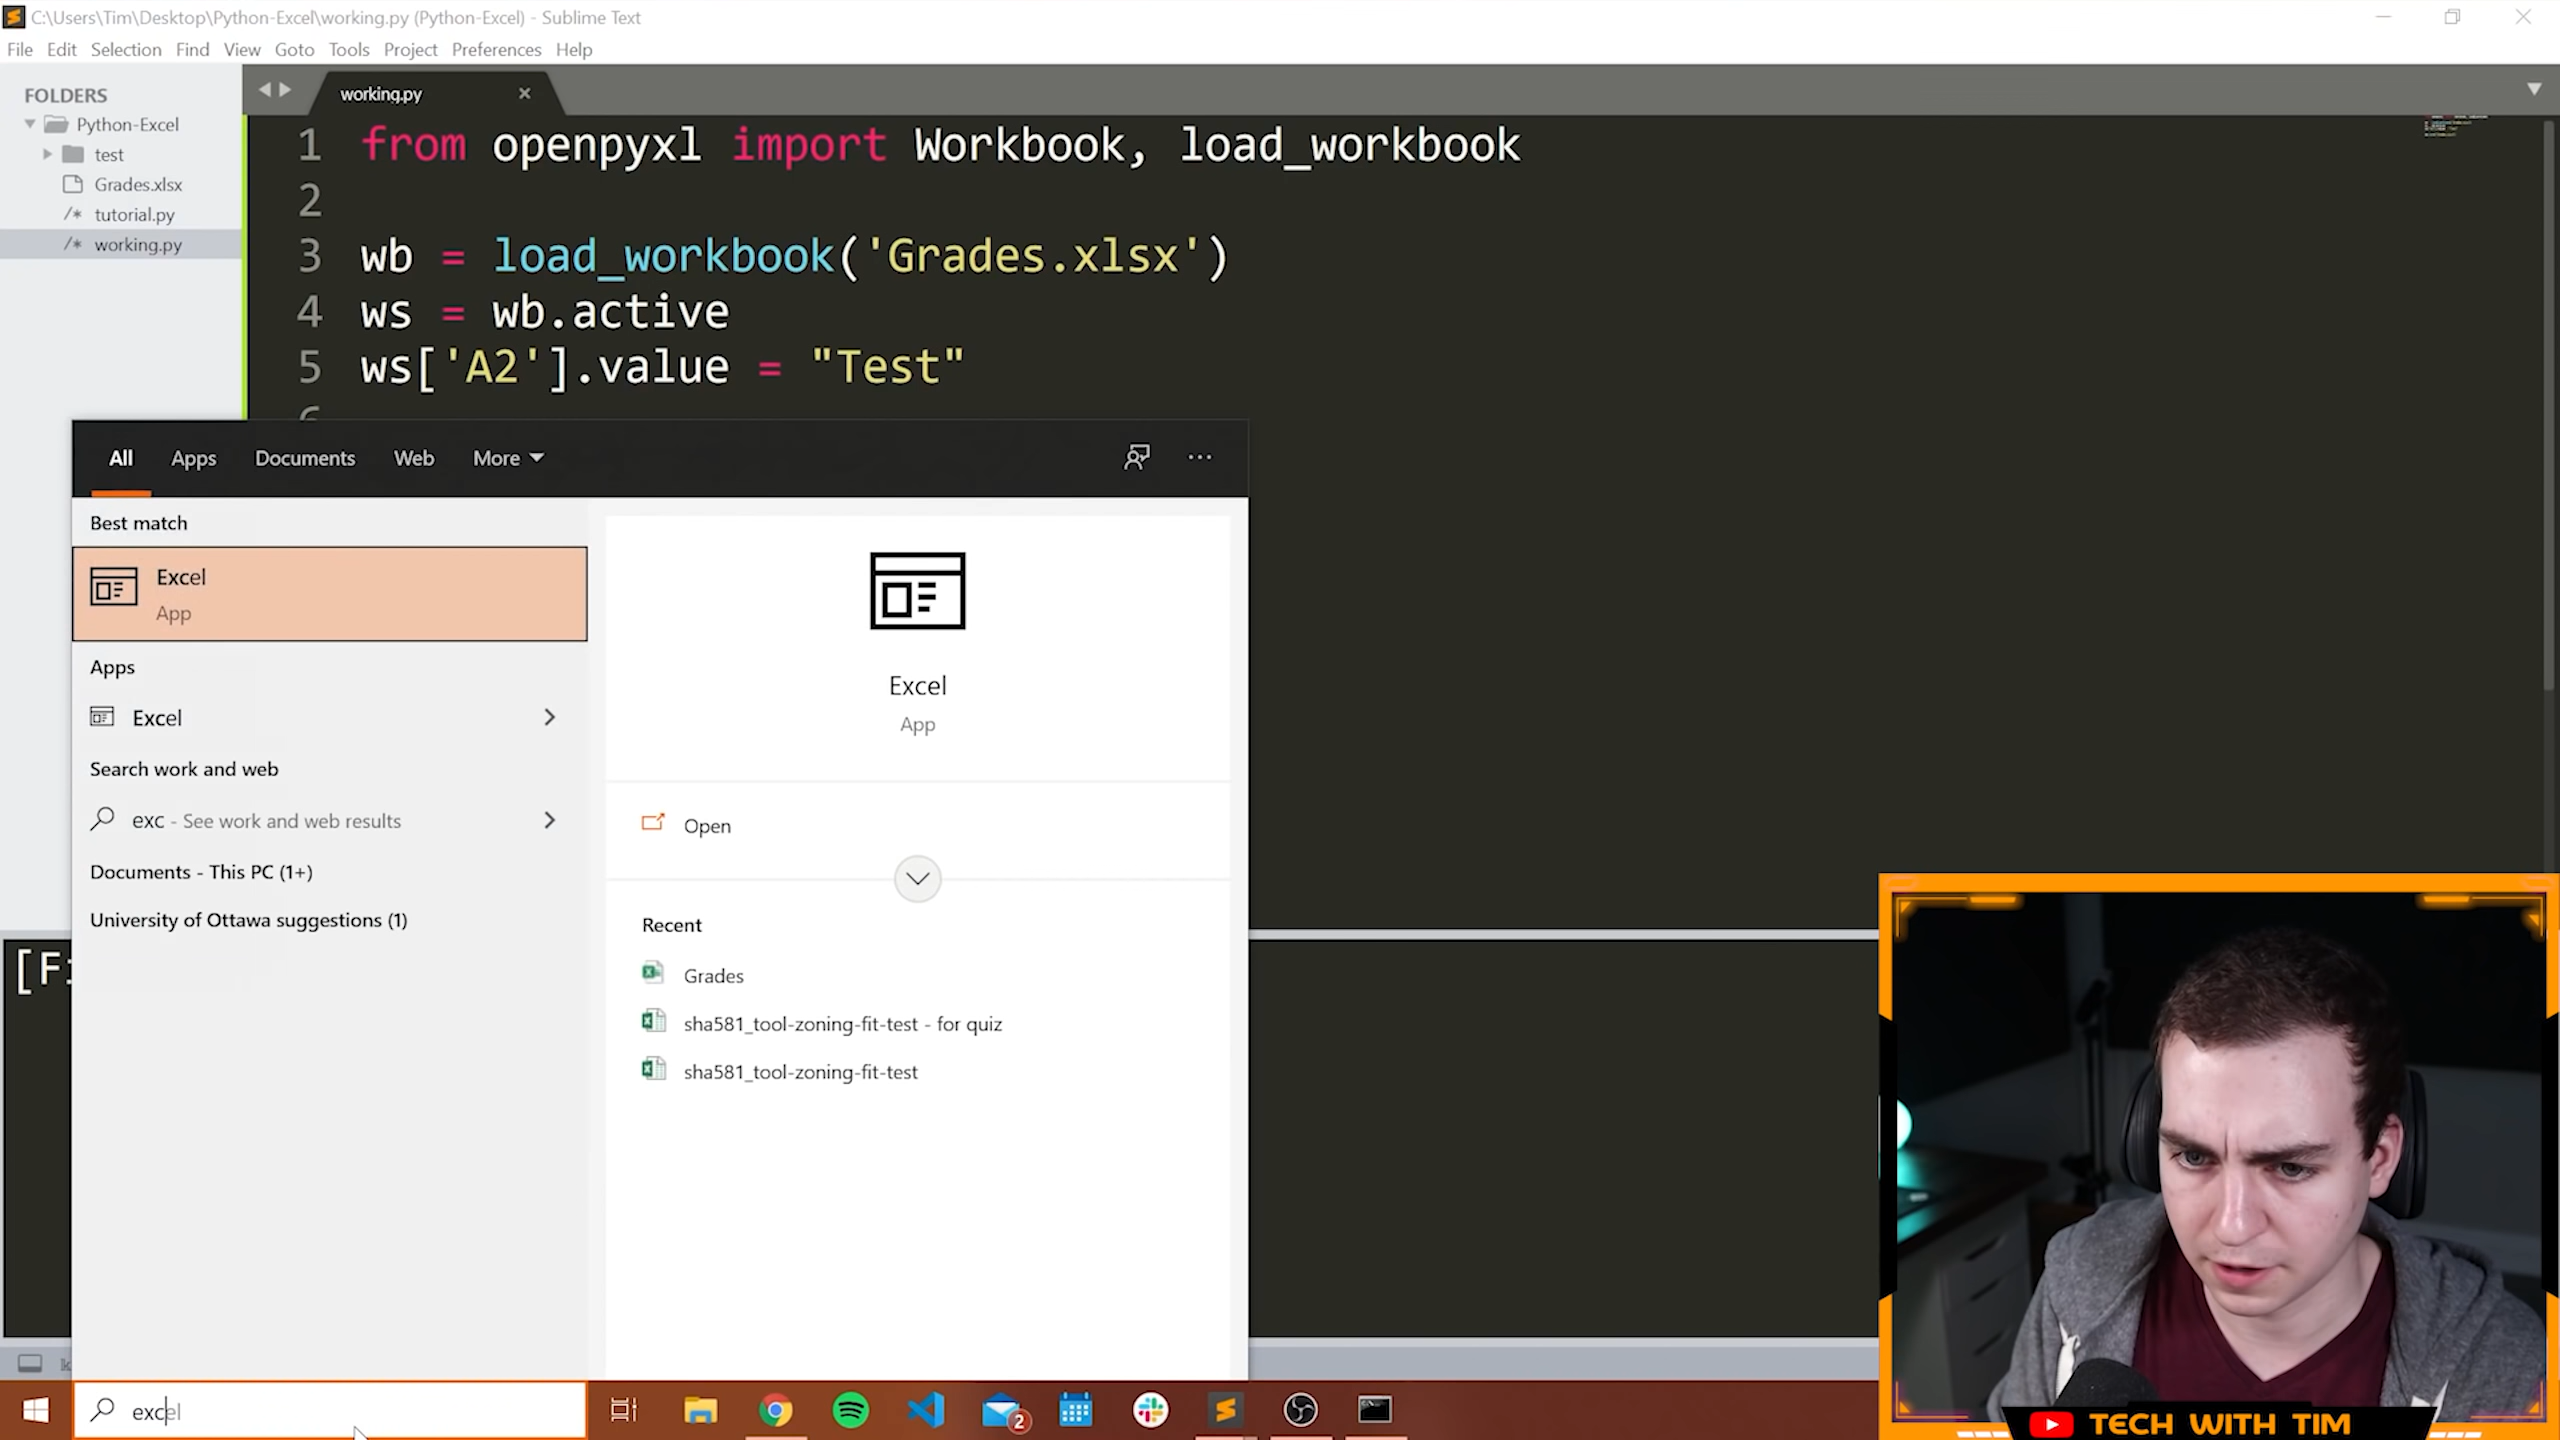 C:\Users\Tim\Desktop\Python-Excel\working.py (Python-Excel) - Sublime Text
File Edit Selection Find View Goto Tools Project Preferences Help
FOLDERS
Python-Excel
test
Grades.xlsx
/* tutorial.py
/* working.py
working.py
1 from openpyxl import Workbook, load_workbook
2
3 wb = load_workbook('Grades.xlsx')
4 ws = wb.active
5 ws['A2'].value = "Test"
6
All Apps Documents Web More
Best match
Excel
App
Apps
Excel
Search work and web
exc - See work and web results
Documents - This PC (1+)
University of Ottawa suggestions (1)
Excel
App
Open
Recent
Grades
sha581_tool-zoning-fit-test - for quiz
sha581_tool-zoning-fit-test
excel
2
TECH WITH TIM